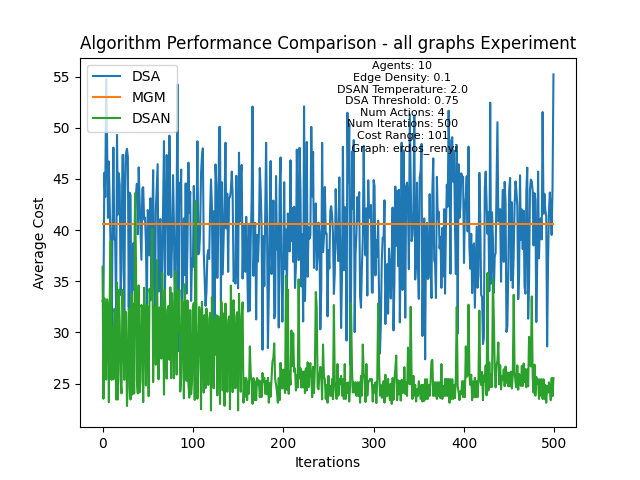 Algorithm Performance Comparison - all graphs Experiment
DSA
MGM
DSAN
Agents: 10
Edge Density: 0.1
DSAN Temperature: 2.0
DSA Threshold: 0.75
Num Actions: 4
Num Iterations: 500
Cost Range: 101
Graph: erdos_renyi
Average Cost
55
50
45
40
35
30
25
0
100
200
300
400
500
Iterations